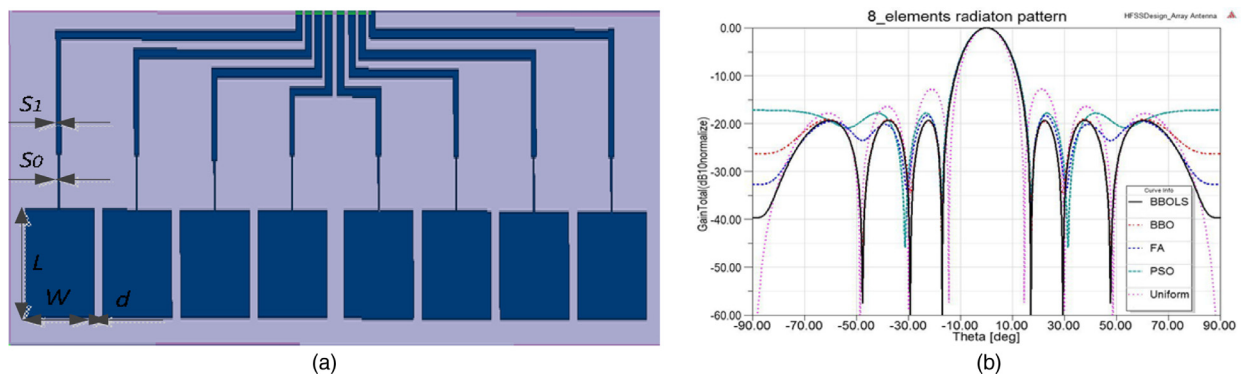 S1
S0
L
W
d
(a)
8_elements radiaton pattern
HFSSDesign_Array Antenna
GainTotal(dB10normalize)
0.00
-10.00
-20.00
-30.00
-40.00
-50.00
-60.00
Curve Info
BBOLS
BBO
FA
PSO
Uniform
-90.00
-70.00
-50.00
-30.00
-10.00
10.00
30.00
50.00
70.00
90.00
Theta [deg]
(b)